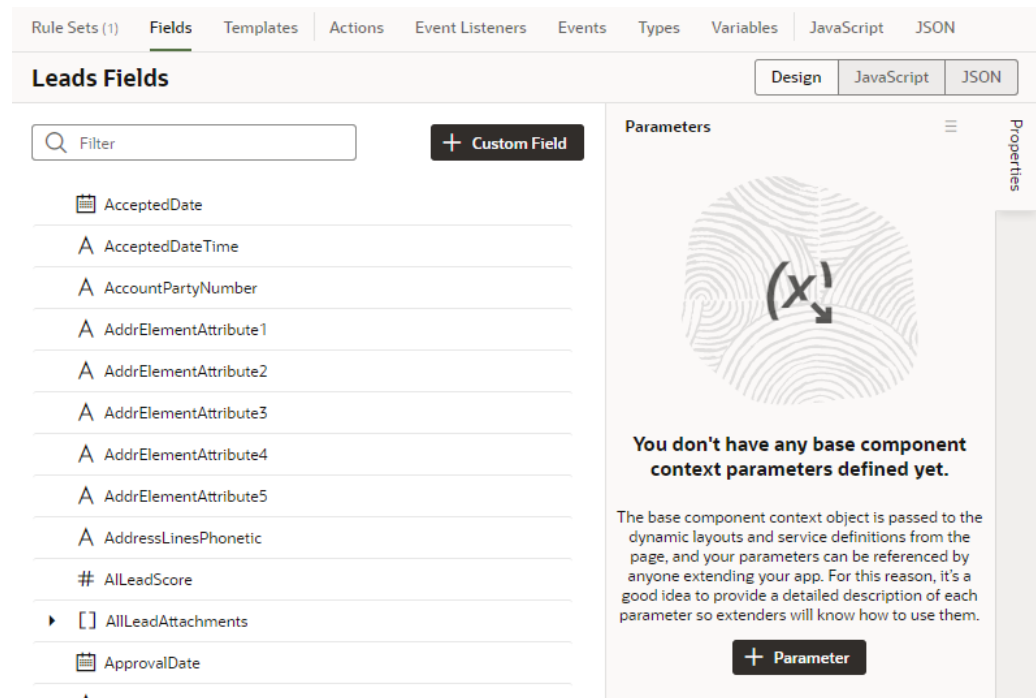 Rule Sets (1) Fields Templates Actions Event Listeners Events Types Variables JavaScript JSON
Leads Fields
Design JavaScript JSON
Filter
+ Custom Field
AcceptedDate
AcceptedDateTime
AccountPartyNumber
AddrElementAttribute1
AddrElementAttribute2
AddrElementAttribute3
AddrElementAttribute4
AddrElementAttribute5
AddressLinesPhonetic
# AILeadScore
[] AllLeadAttachments
ApprovalDate
Parameters
Properties
(x)
You don't have any base component
context parameters defined yet.
The base component context object is passed to the
dynamic layouts and service definitions from the
page, and your parameters can be referenced by
anyone extending your app. For this reason, it's a
good idea to provide a detailed description of each
parameter so extenders will know how to use them.
+ Parameter